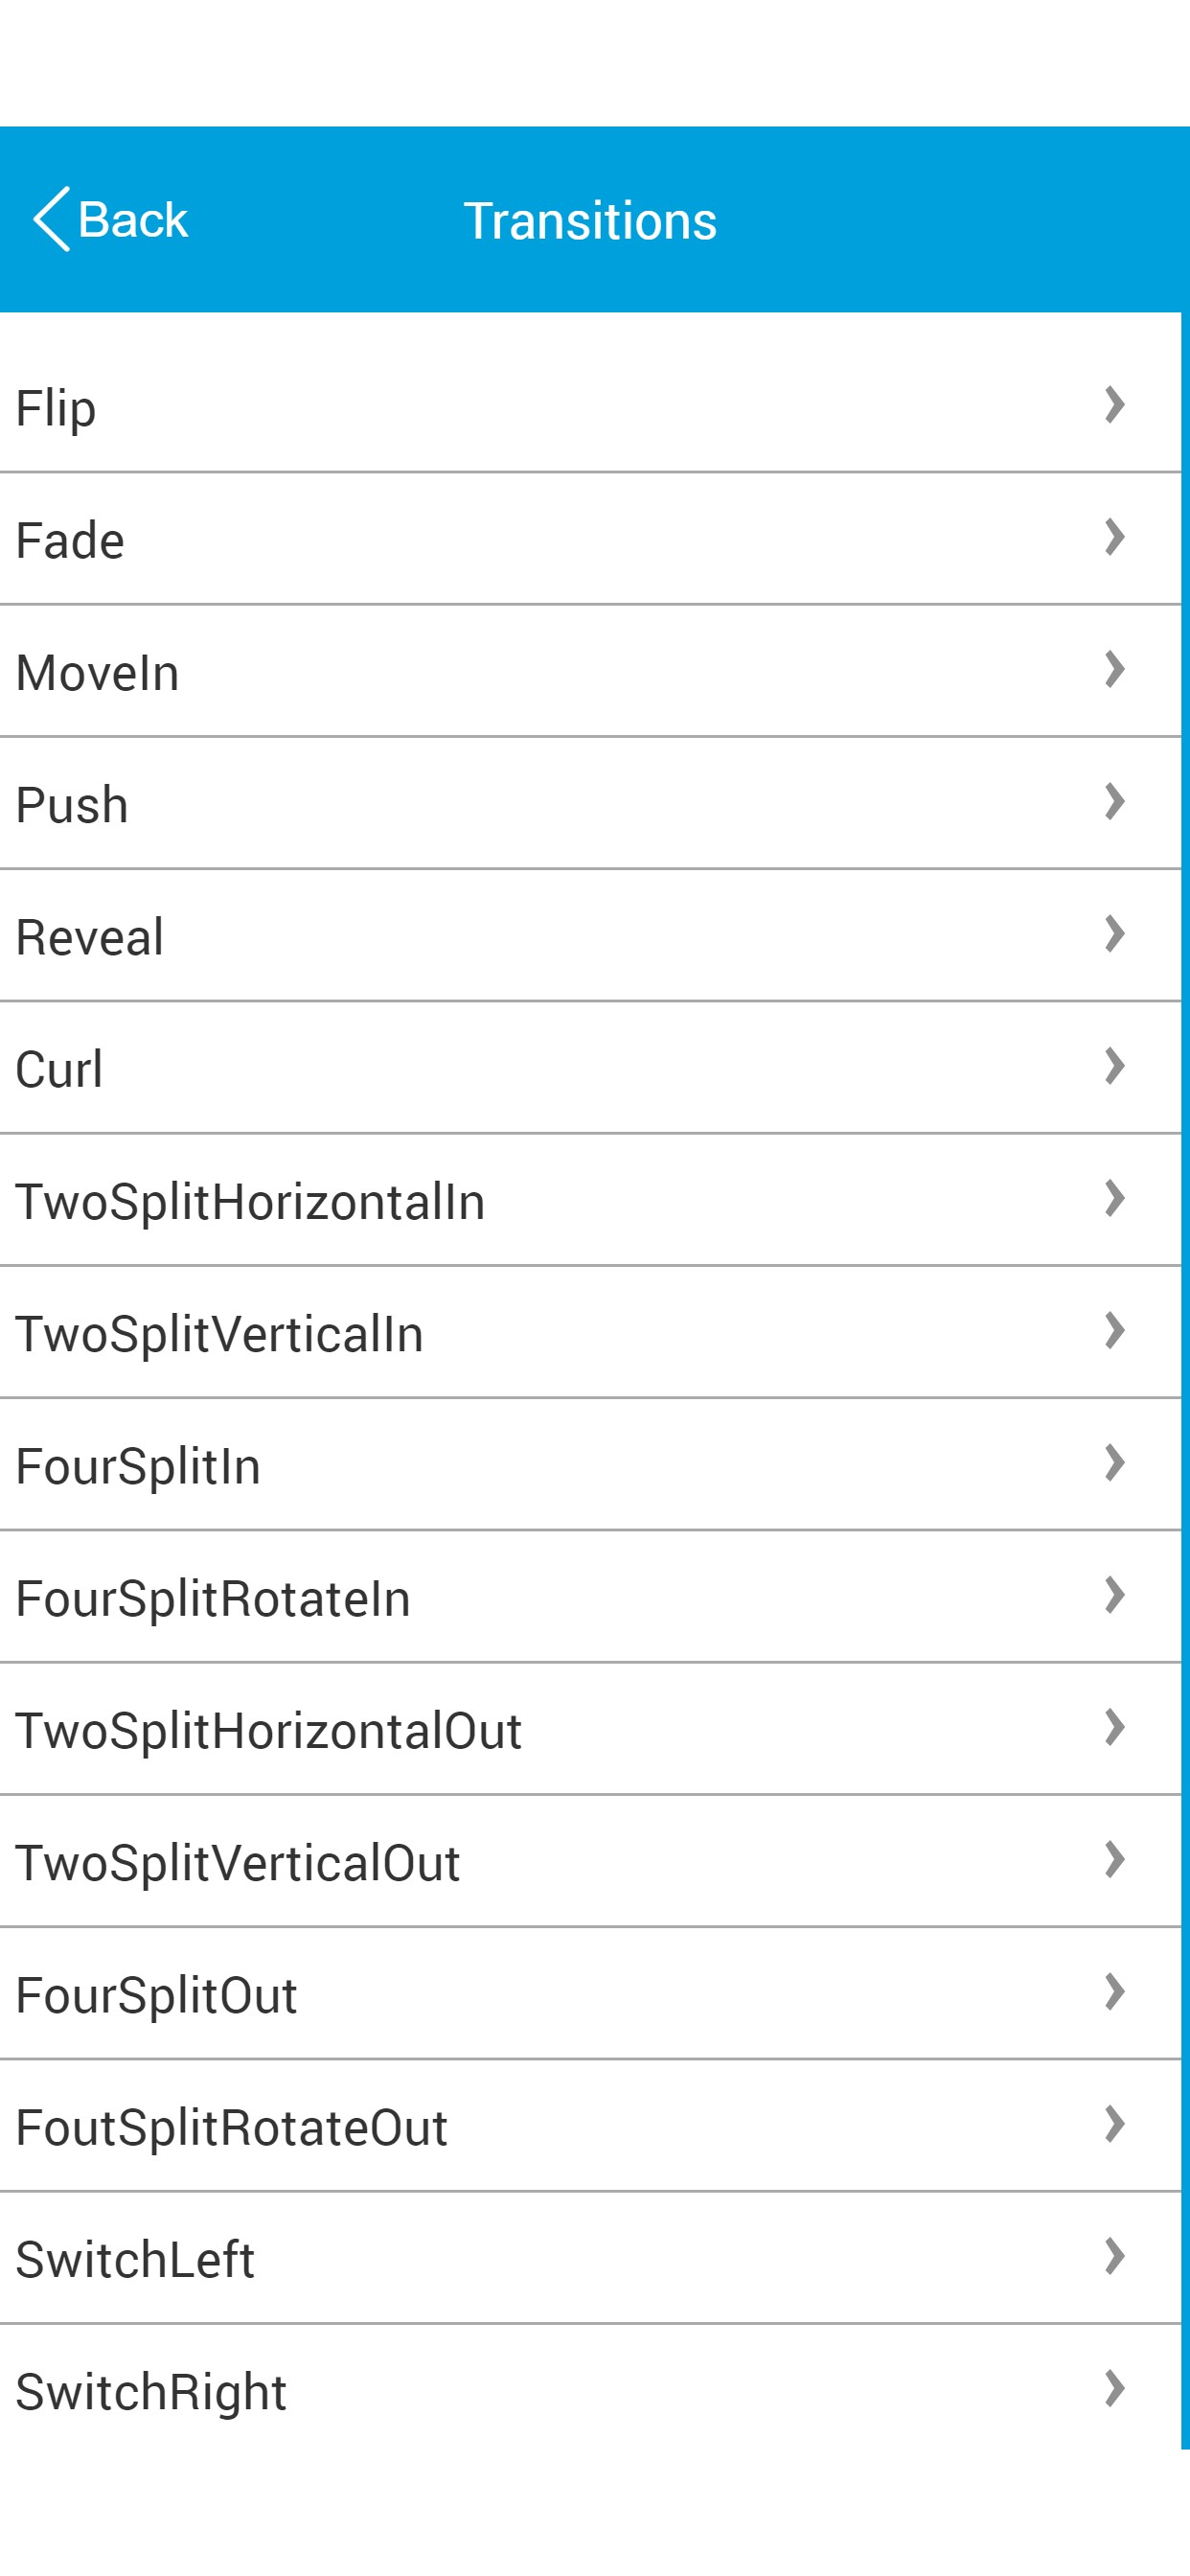 Back
Transitions
Flip
Fade
MoveIn
Push
Reveal
Curl
TwoSplitHorizontalIn
TwoSplitVerticalIn
FourSplitIn
FourSplitRotateIn
TwoSplitHorizontalOut
TwoSplitVerticalOut
FourSplitOut
FoutSplitRotateOut
SwitchLeft
SwitchRight